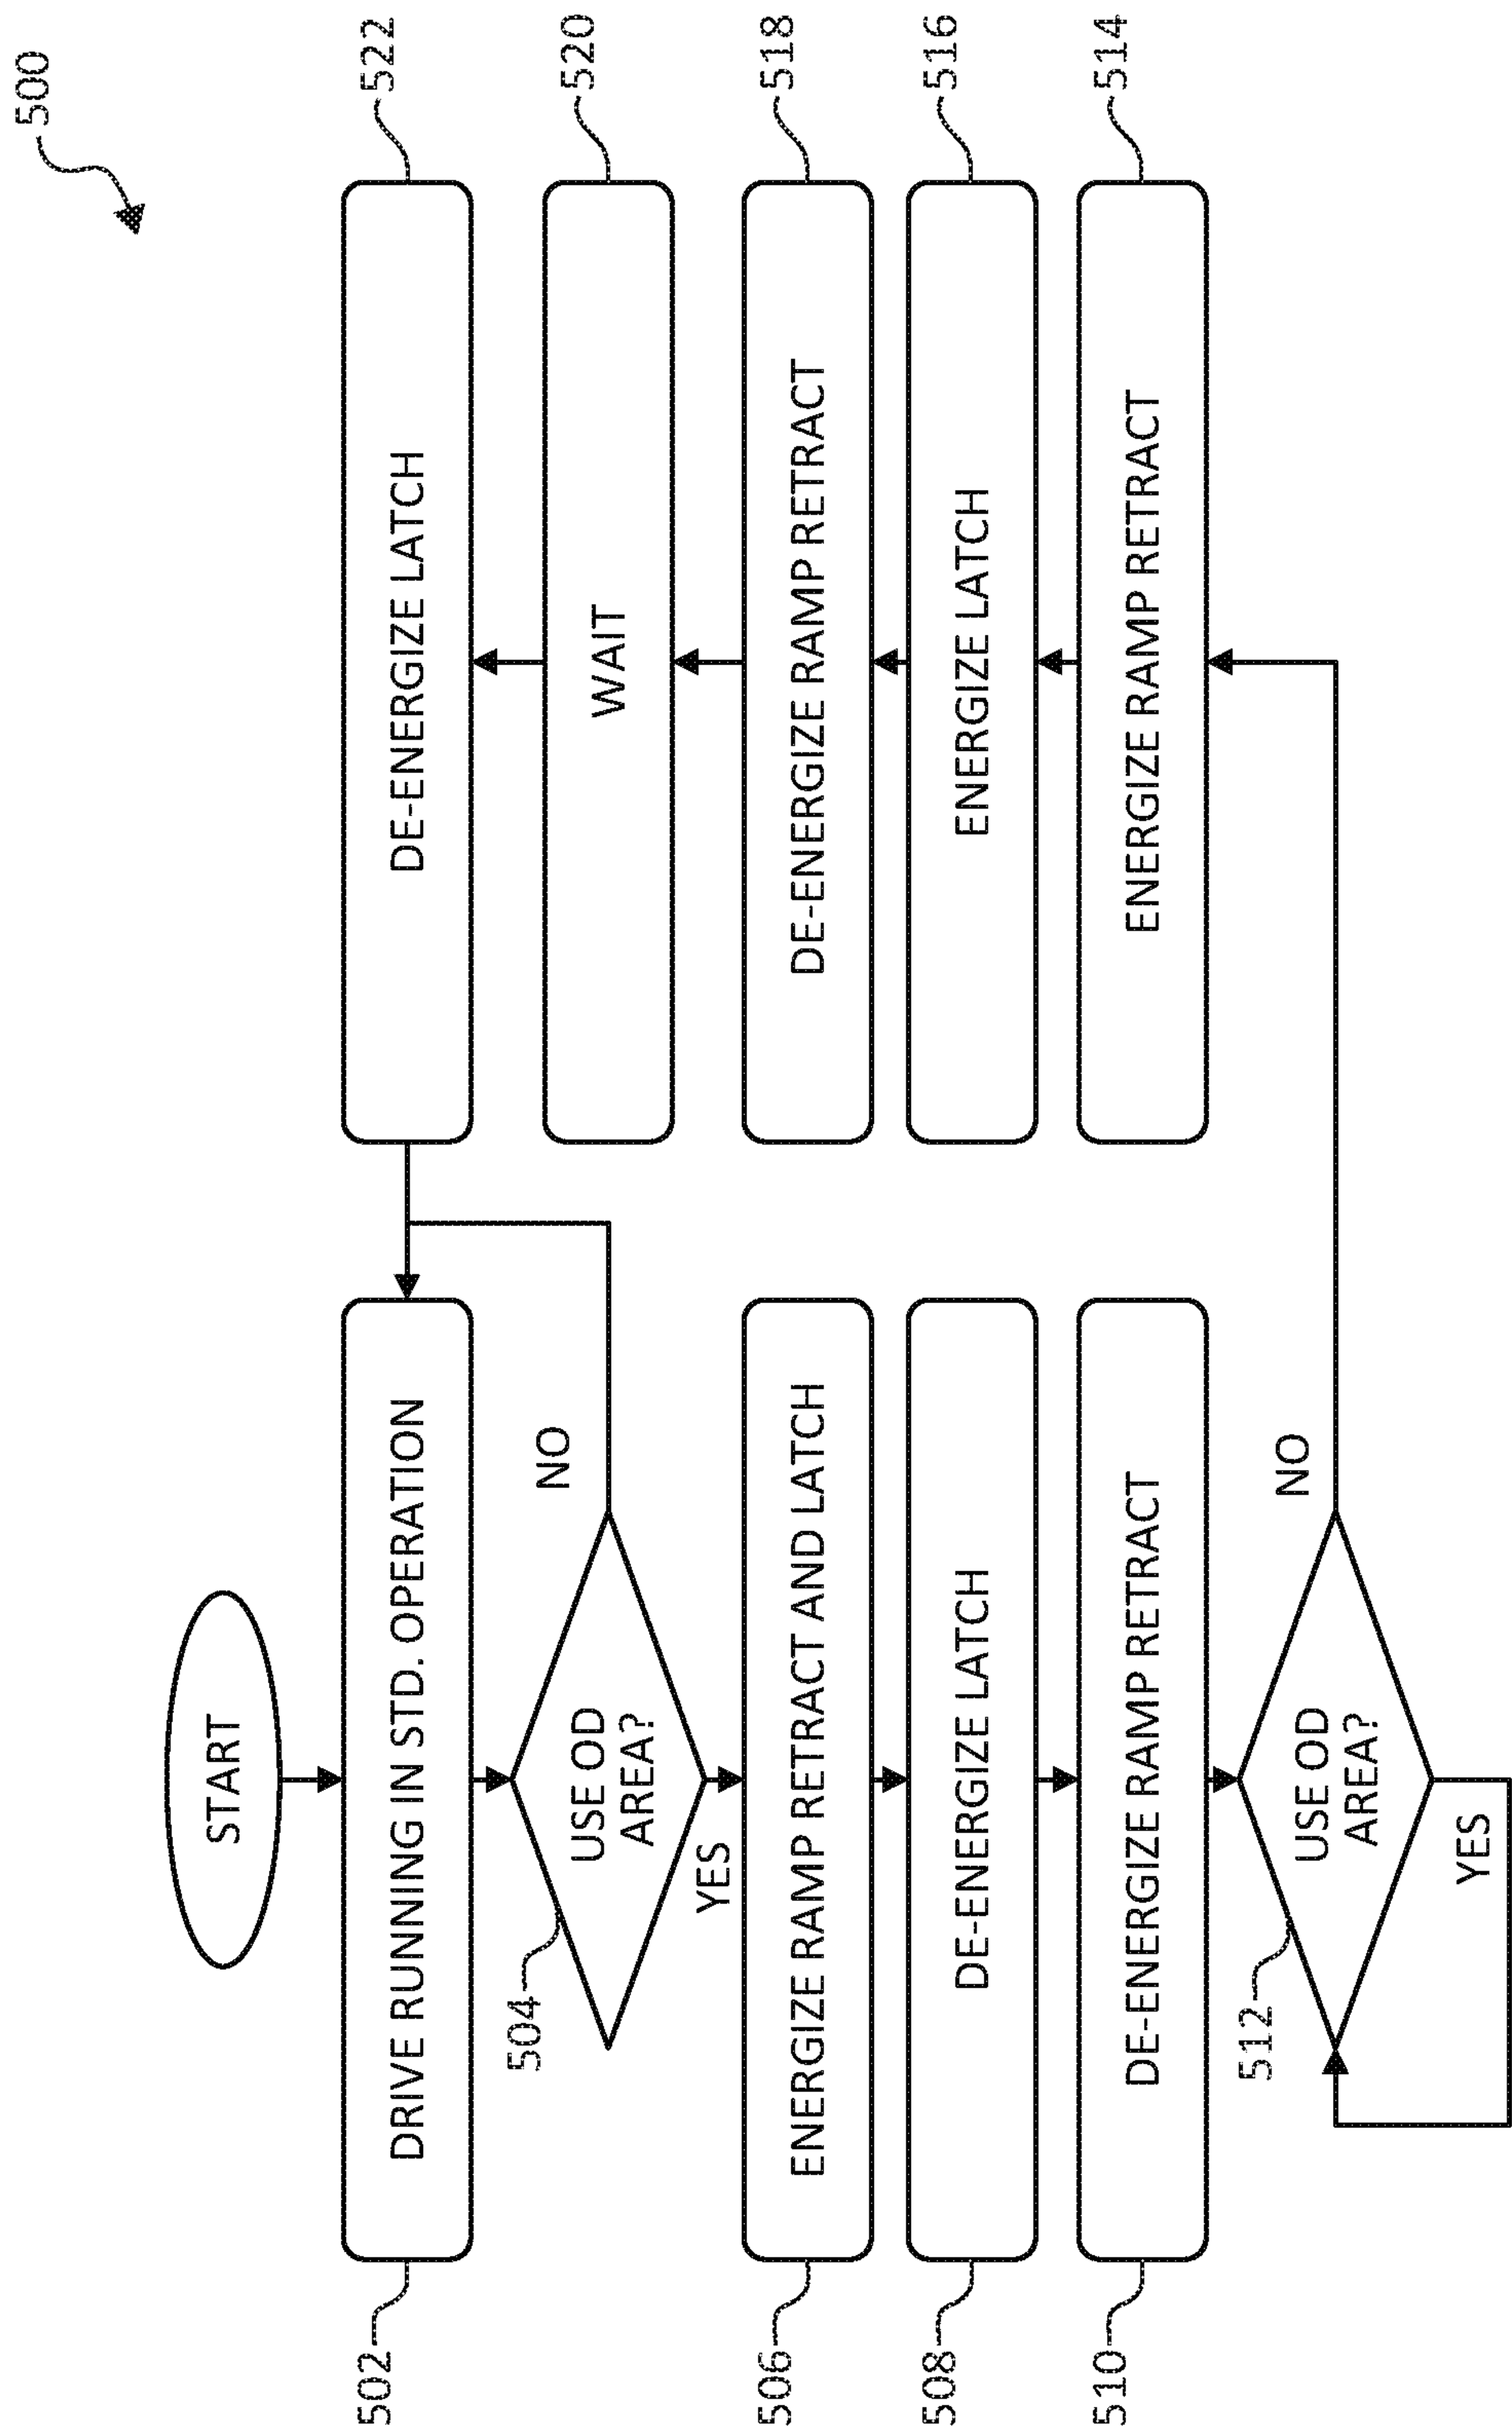 500
START
502
DRIVE RUNNING IN STD. OPERATION
504
USE OD
AREA?
NO
YES
506
ENERGIZE RAMP RETRACT AND LATCH
508
DE-ENERGIZE LATCH
510
DE-ENERGIZE RAMP RETRACT
512
USE OD
AREA?
NO
YES
DE-ENERGIZE LATCH
522
WAIT
520
DE-ENERGIZE RAMP RETRACT
518
ENERGIZE LATCH
516
ENERGIZE RAMP RETRACT
514